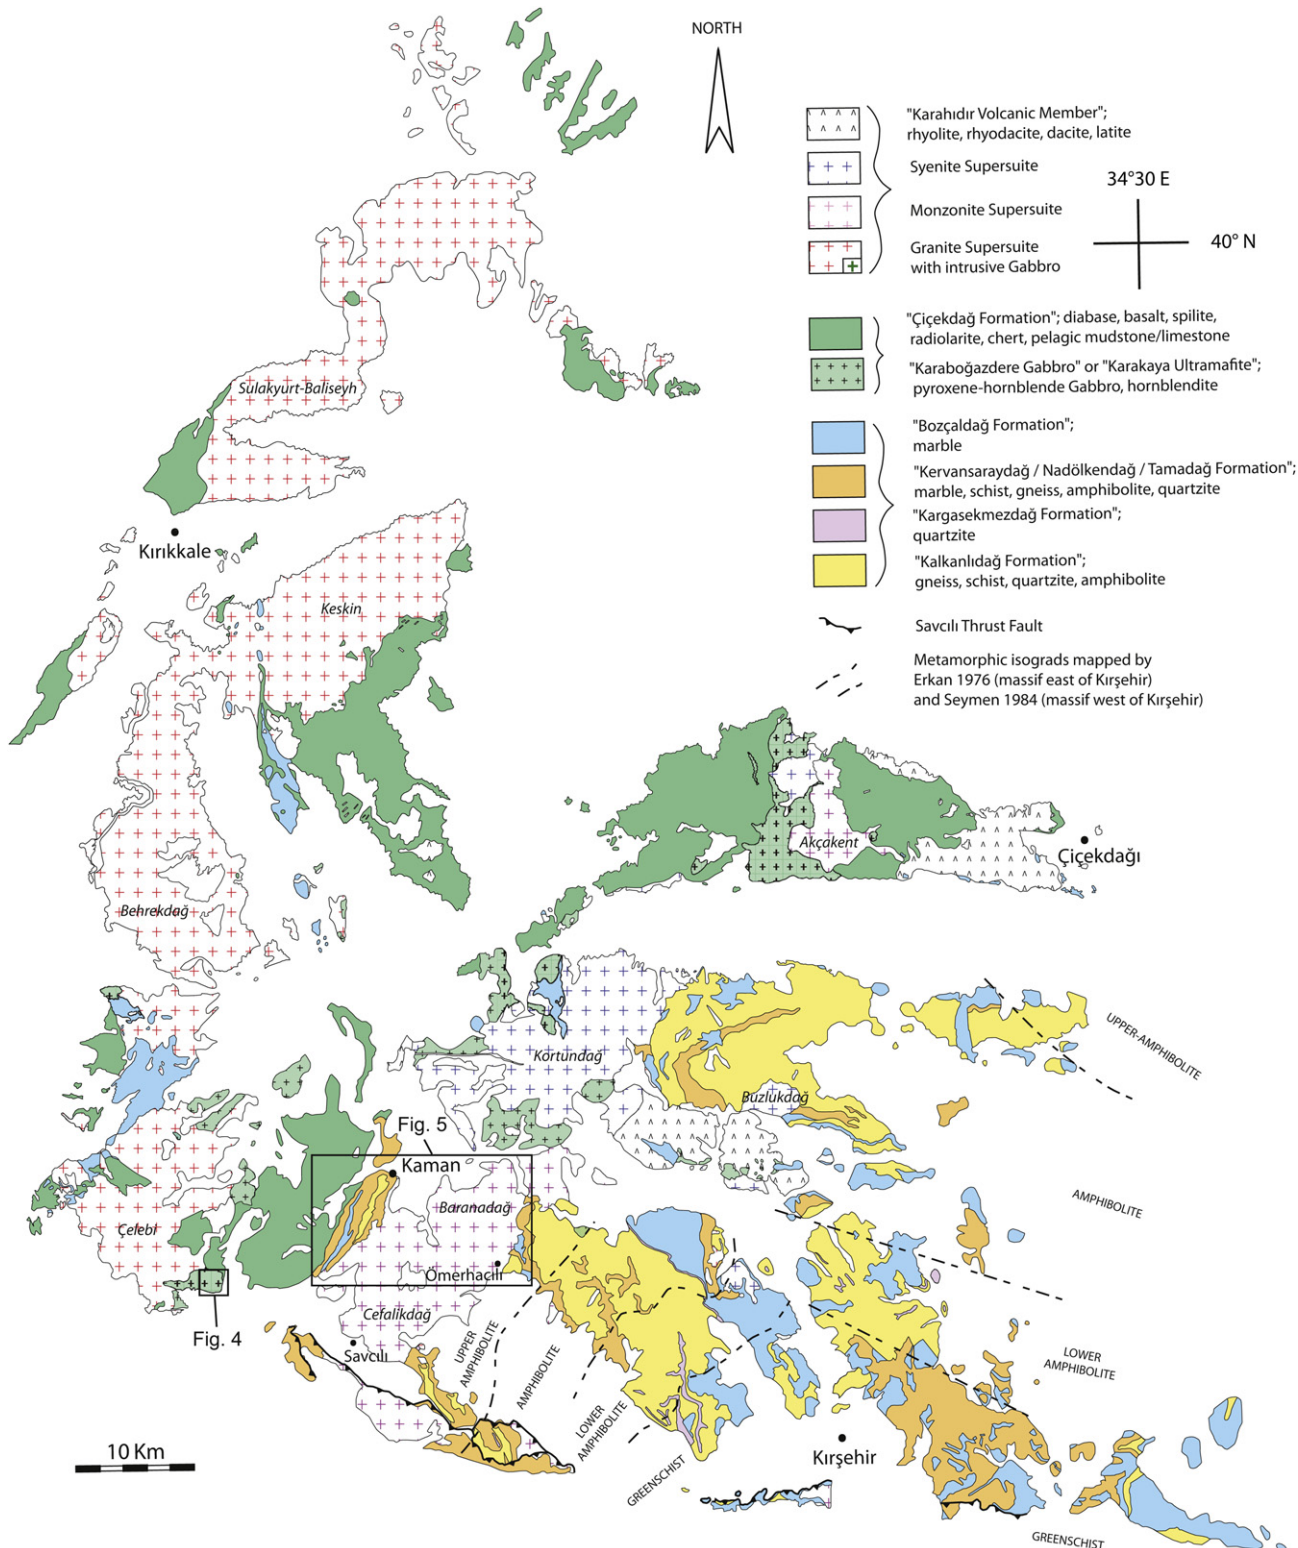 NORTH
"Karahıdır Volcanic Member";
rhyolite, rhyodacite, dacite, latite
Syenite Supersuite
Monzonite Supersuite
Granite Supersuite
with intrusive Gabbro
34°30 E
40° N
"Çiçekdağ Formation"; diabase, basalt, spilite,
radiolarite, chert, pelagic mudstone/limestone
"Karaboğazdere Gabbro" or "Karakaya Ultramafite";
pyroxene-hornblende Gabbro, hornblendite
"Bozçaldağ Formation";
marble
"Kervansaraydağ / Nadölkendağ / Tamadağ Formation";
marble, schist, gneiss, amphibolite, quartzite
"Kargasekmezdağ Formation";
quartzite
"Kalkanlıdağ Formation";
gneiss, schist, quartzite, amphibolite
Savcılı Thrust Fault
Metamorphic isograds mapped by
Erkan 1976 (massif east of Kırşehir)
and Seymen 1984 (massif west of Kırşehir)
Sulakyurt-Baliseyh
Kırıkkale
Keskin
Akçakent
Çiçekdağı
Behrekdağ
Kortundağ
UPPER-AMPHIBOLITE
Buzlukdağ
Fig. 5
Kaman
Baranadağ
AMPHIBOLITE
Çelebi
Ömerhacılı
Cefalikdağ
Fig. 4
Savcılı
UPPER
AMPHIBOLITE
AMPHIBOLITE
LOWER
AMPHIBOLITE
LOWER
AMPHIBOLITE
GREENSCHIST
10 Km
Kırşehir
GREENSCHIST